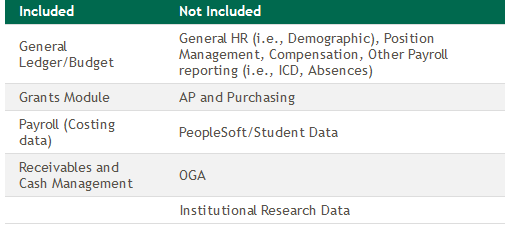 Included Not Included
General Ledger/Budget General HR (i.e., Demographic), Position
Management, Compensation, Other Payroll
reporting (i.e., ICD, Absences)
Grants Module AP and Purchasing
Payroll (Costing
data) PeopleSoft/Student Data
Receivables and
Cash Management OGA
Institutional Research Data